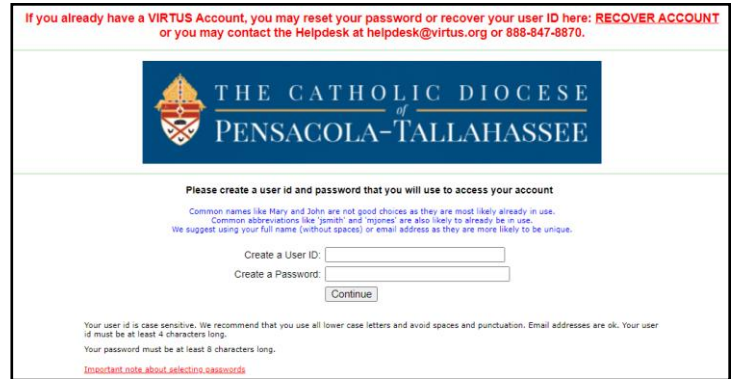 If you already have a VIRTUS Account, you may reset your password or recover your user ID here: RECOVER ACCOUNT
or you may contact the Helpdesk at helpdesk@virtus.org or 888-847-8870.
THE CATHOLIC DIOCESE
of
PENSACOLA-TALLAHASSEE
Please create a user id and password that you will use to access your account
Common names like Mary and John are not good choices as they are most likely already in use.
Common abbreviations like 'jsmith' and 'mjones' are also likely to already be in use.
We suggest using your full name (without spaces) or email address as they are more likely to be unique.
Create a User ID:
Create a Password:
Continue
Your user id is case sensitive. We recommend that you use all lower case letters and avoid spaces and punctuation. Email addresses are ok. Your user
id must be at least 4 characters long.
Your password must be at least 8 characters long.
Important note about selecting passwords